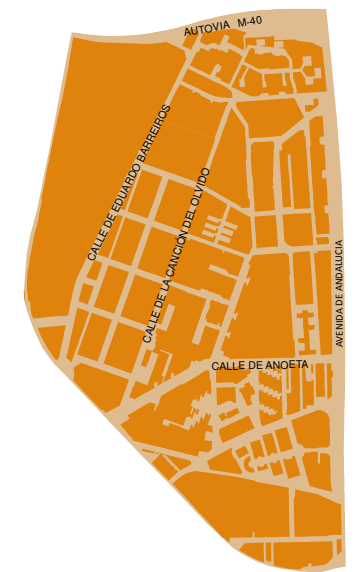 AUTOVIA M-40
CALLE DE EDUARDO BARREIROS
CALLE DE LA CANCIÓN DEL OLVIDO
AVENIDA DE ANDALUCIA
CALLE DE ANOETA